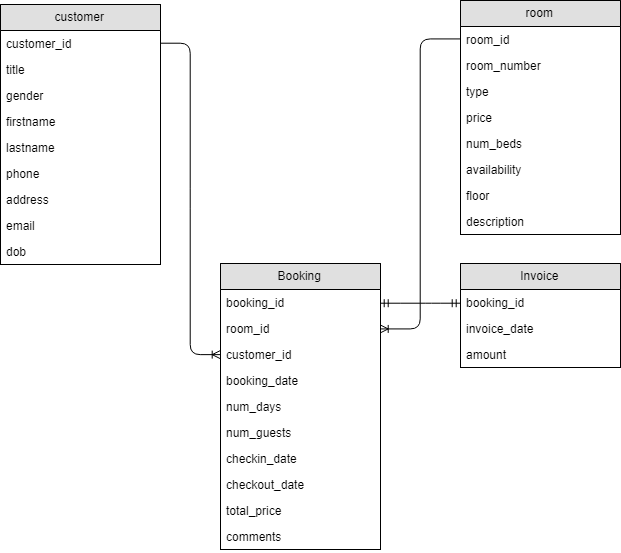 customer
customer_id
title
gender
firstname
lastname
phone
address
email
dob
room
room_id
room_number
type
price
num_beds
availability
floor
description
Booking
booking_id
room_id
customer_id
booking_date
num_days
num_guests
checkin_date
checkout_date
total_price
comments
Invoice
booking_id
invoice_date
amount